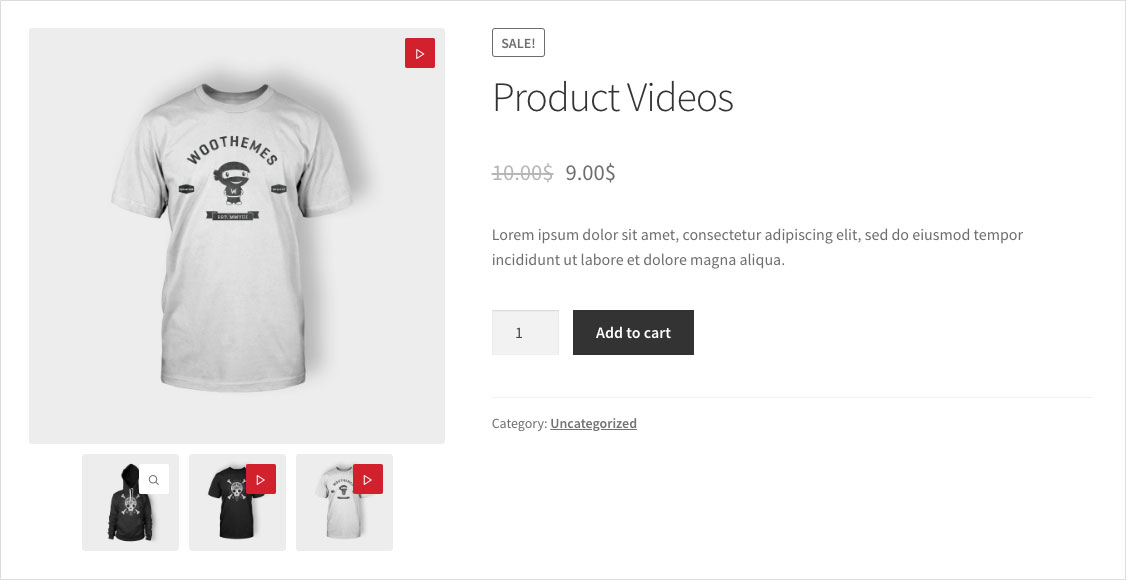 SALE!
Product Videos
10.00$ 9.00$
Lorem ipsum dolor sit amet, consectetur adipiscing elit, sed do eiusmod tempor
incididunt ut labore et dolore magna aliqua.
1
Add to cart
Category: Uncategorized
WOOTHEMES
W